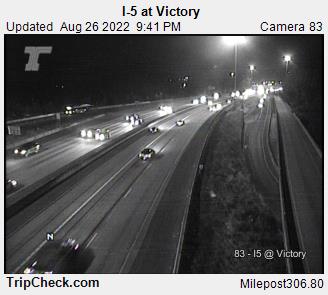 I-5 at Victory
Updated Aug 26 2022 9:41 PM Camera 83
T
N
83 - I5 @ Victory
TripCheck.com Milepost306.80